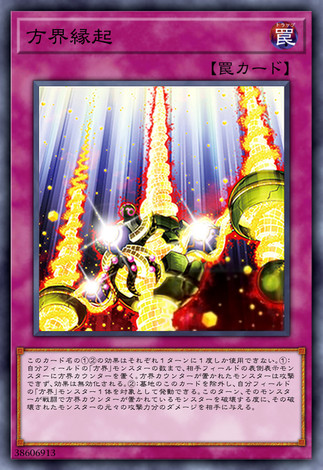 方界縁起
トラップ
罠
【罠カード】
このカード名の①②の効果はそれぞれ1ターンに1度しか使用できない。①:
自分フィールドの「方界」モンスターの数まで、相手フィールドの表側表示モン
スターに方界カウンターを置く。方界カウンターが置かれたモンスターは攻撃
できず、効果は無効化される。②:墓地のこのカードを除外し、自分フィールド
の「方界」モンスター1体を対象として発動できる。このターン、そのモンスタ
ーが戦闘で方界カウンターが置かれているモンスターを破壊する度に、その破
壊されたモンスターの元々の攻撃力分のダメージを相手に与える。
38606913